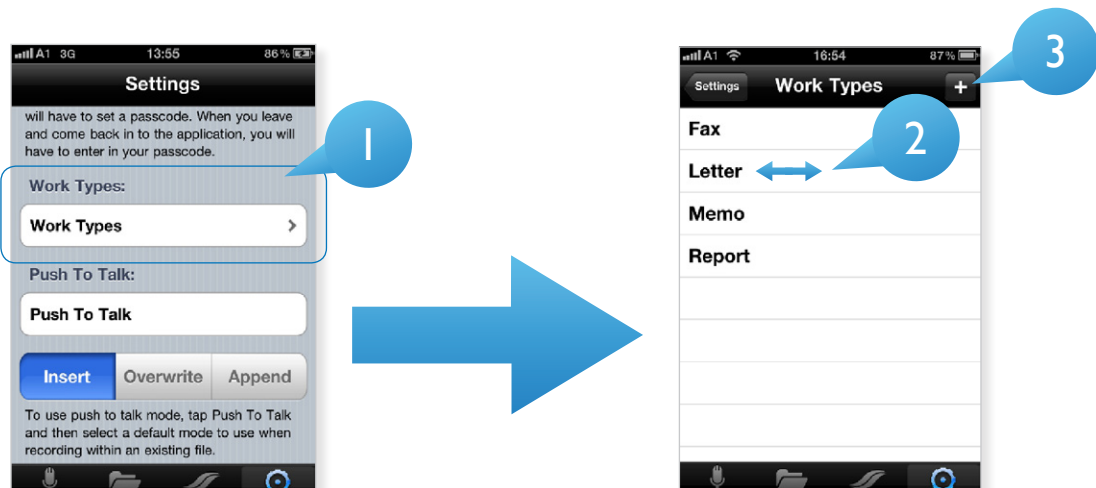 A1 3G 13:55 86%
Settings
will have to set a passcode. When you leave
and come back in to the application, you will
have to enter in your passcode.
Work Types:
Work Types
Push To Talk:
Push To Talk
Insert Overwrite Append
To use push to talk mode, tap Push To Talk
and then select a default mode to use when
recording within an existing file.
1
A1 16:54 87%
Settings Work Types +
Fax
Letter
Memo
Report
2
3